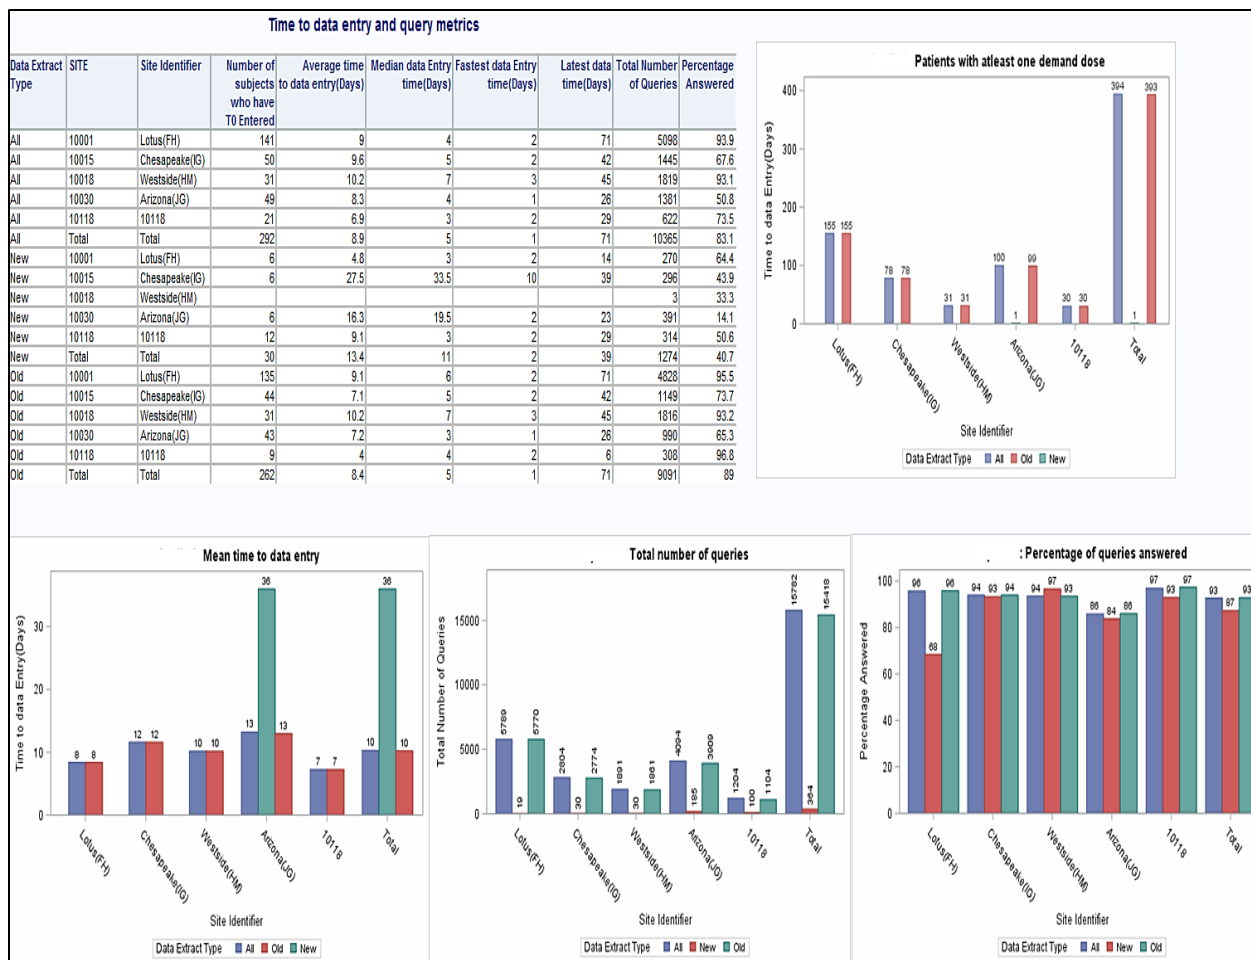 Time to data entry and query metrics
Data Extract Type SITE Site Identifier Number of subjects who have T0 Entered Average time to data entry(Days) Median data Entry time(Days) Fastest data Entry time(Days) Latest data time(Days) Total Number of Queries Percentage Answered
All 10001 Lotus(FH) 141 9 4 2 71 5098 93.9
All 10015 Chesapeake(IG) 50 9.6 5 2 42 1445 67.6
All 10018 Westside(HM) 31 10.2 7 3 45 1819 93.1
All 10030 Arizona(JG) 49 8.3 4 1 26 1381 50.8
All 10118 10118 21 6.9 3 2 29 622 73.5
All Total Total 292 8.9 5 1 71 10365 83.1
New 10001 Lotus(FH) 6 4.8 3 2 14 270 64.4
New 10015 Chesapeake(IG) 6 27.5 33.5 10 39 296 43.9
New 10018 Westside(HM) 3 33.3
New 10030 Arizona(JG) 6 16.3 19.5 2 23 391 14.1
New 10118 10118 12 9.1 3 2 29 314 50.6
New Total Total 30 13.4 11 2 39 1274 40.7
Old 10001 Lotus(FH) 135 9.1 6 2 71 4828 95.5
Old 10015 Chesapeake(IG) 44 7.1 5 2 42 1149 73.7
Old 10018 Westside(HM) 31 10.2 7 3 45 1816 93.2
Old 10030 Arizona(JG) 43 7.2 3 1 26 990 65.3
Old 10118 10118 9 4 4 2 6 308 96.8
Old Total Total 262 8.4 5 1 71 9091 89
Patients with atleast one demand dose
Time to data Entry(Days)
400
300
200
100
0
155 155 78 78 31 31 100 1 99 30 30 394 1 393
Lotus(FH) Chesapeake(IG) Westside(HM) Arizona(JG) 10118 Total
Site Identifier
Data Extract Type All Old New
Mean time to data entry
Time to data Entry(Days)
30
20
10
0
8 8 12 12 10 10 13 36 13 7 7 10 36 10
Lotus(FH) Chesapeake(IG) Westside(HM) Arizona(JG) 10118 Total
Site Identifier
Data Extract Type All Old New
Total number of queries
Total Number of Queries
15000
10000
5000
0
5789 19 5770 2804 30 2774 1891 30 1861 4094 185 3909 1204 100 1104 15782 364 15418
Lotus(FH) Chesapeake(IG) Westside(HM) Arizona(JG) 10118 Total
Site Identifier
Data Extract Type All New Old
: Percentage of queries answered
Percentage Answered
100
80
60
40
20
0
96 68 96 94 93 94 94 97 93 86 84 86 97 93 97 93 87 93
Lotus(FH) Chesapeake(IG) Westside(HM) Arizona(JG) 10118 Total
Site Identifier
Data Extract Type All New Old